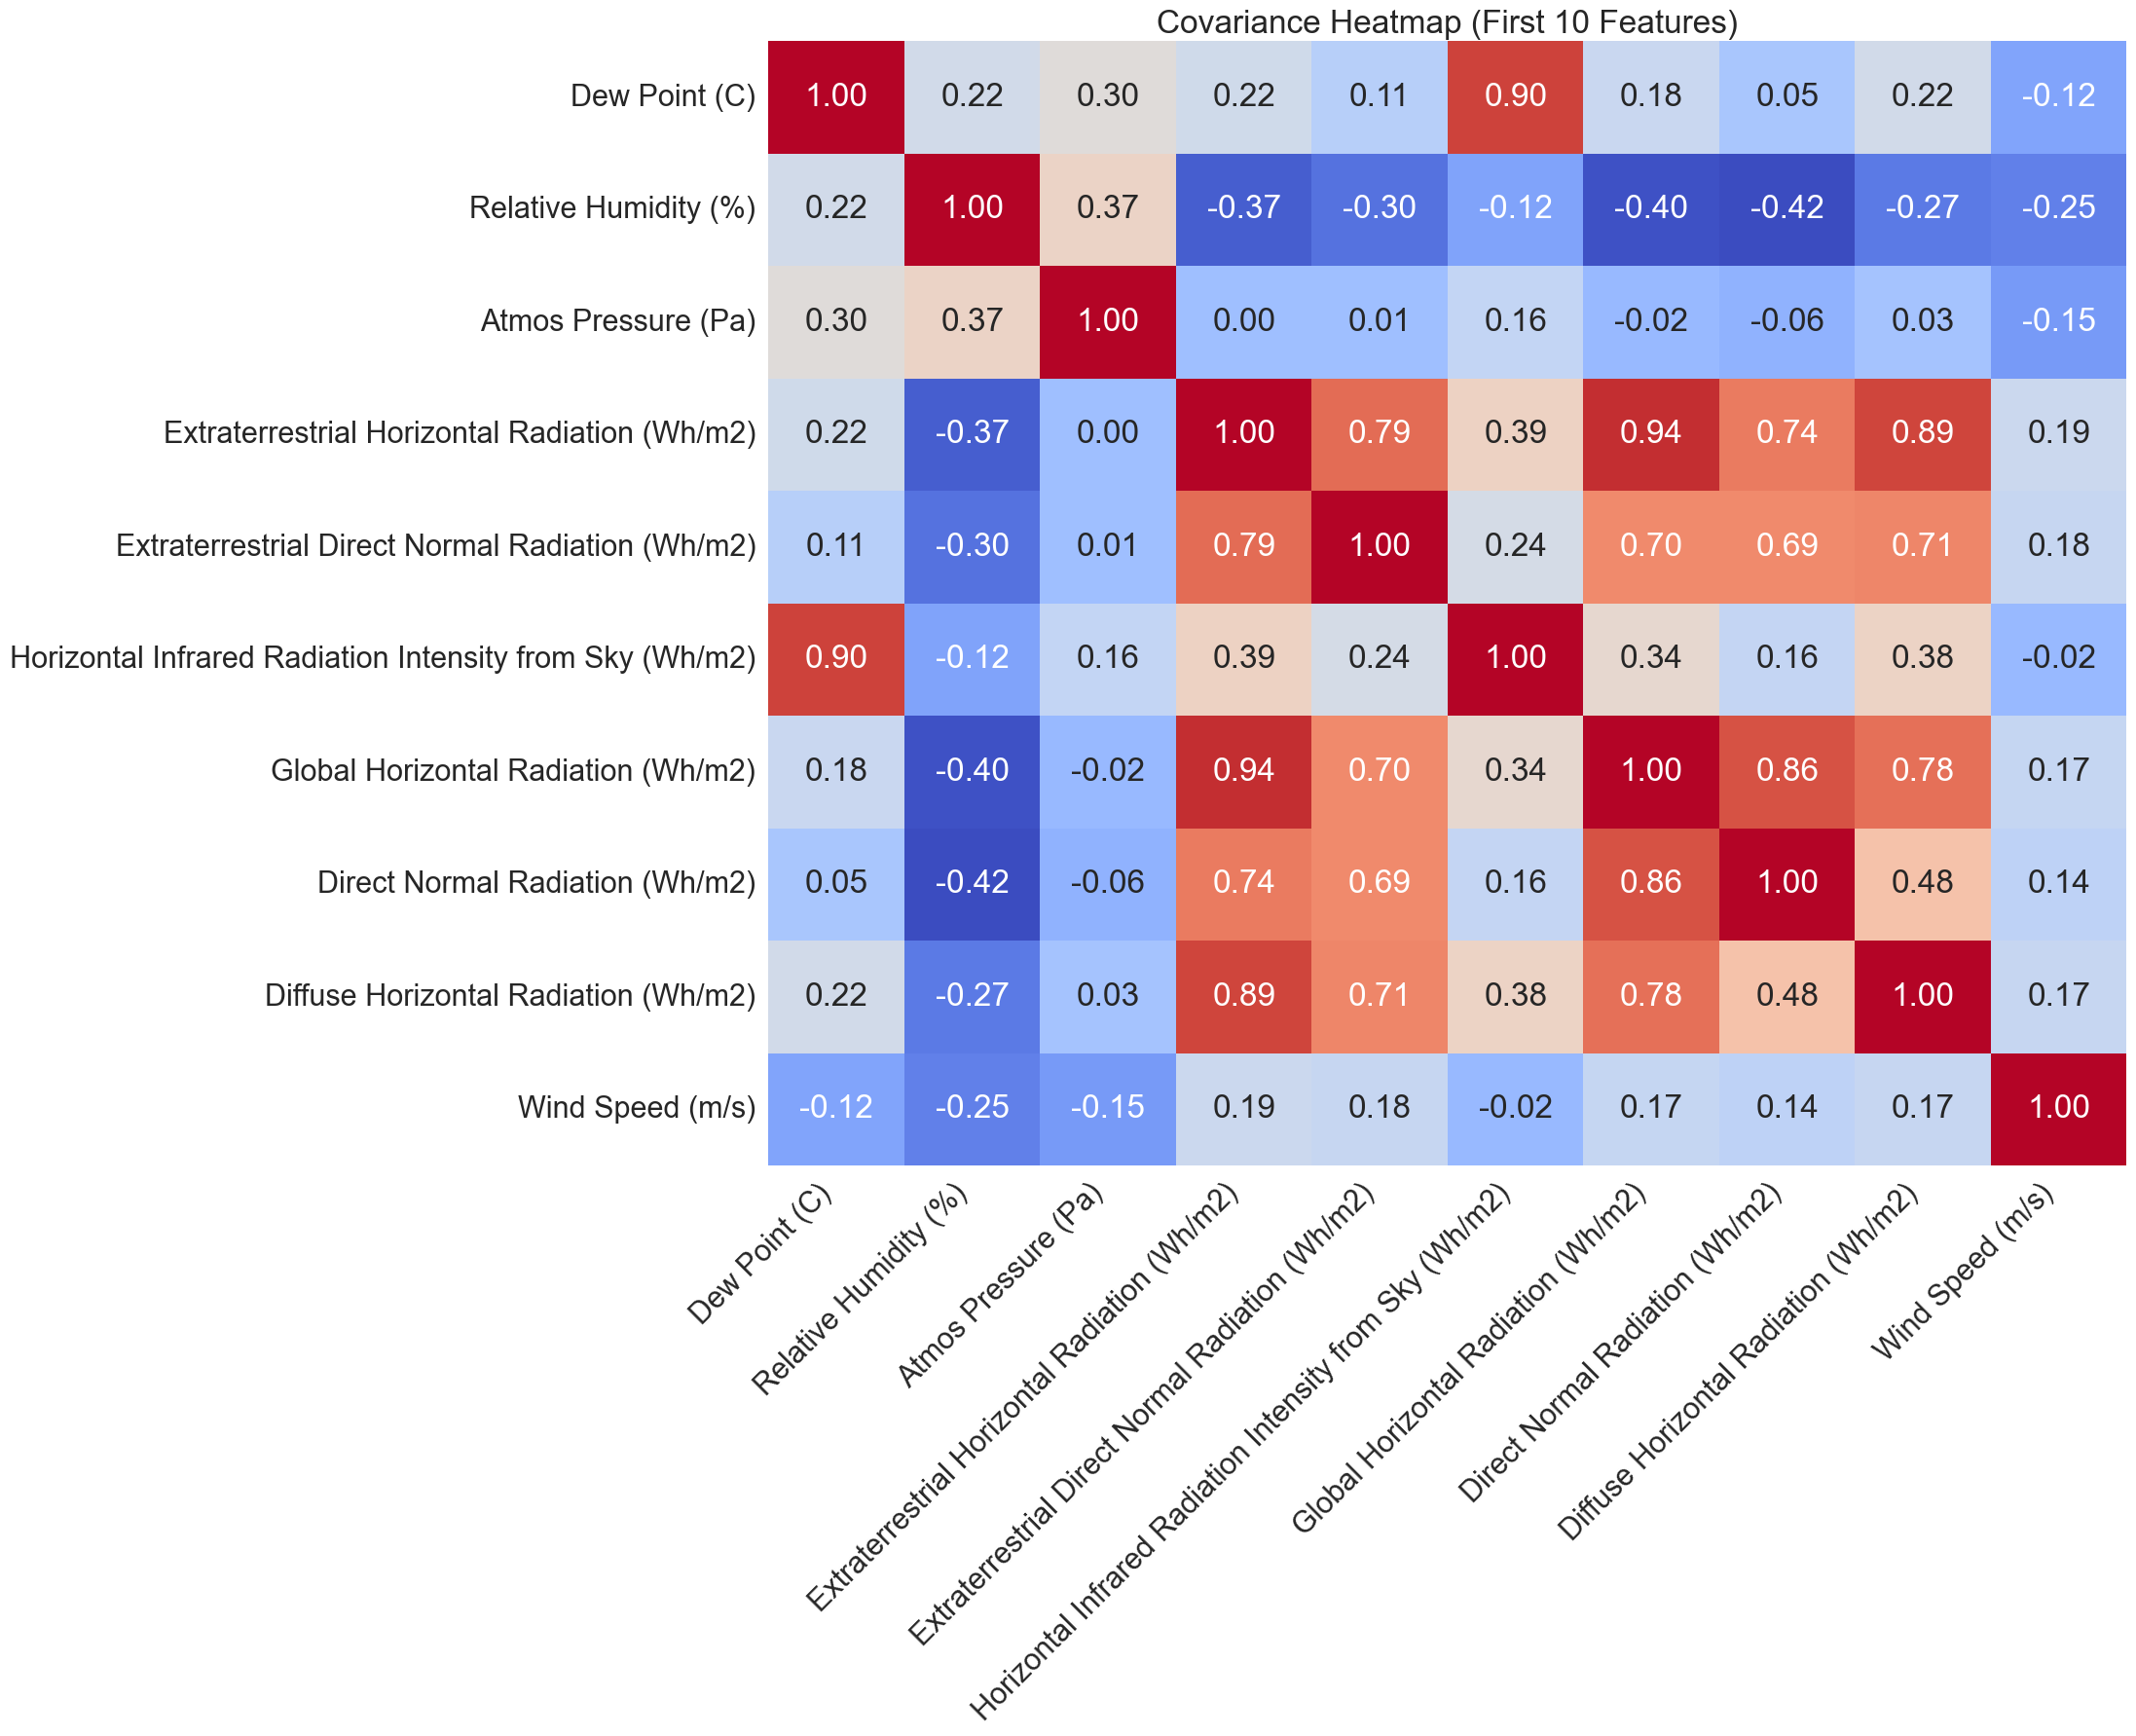 Covariance Heatmap (First 10 Features)
Dew Point (C) 1.00 0.22 0.30 0.22 0.11 0.90 0.18 0.05 0.22 -0.12
Relative Humidity (%) 0.22 1.00 0.37 -0.37 -0.30 -0.12 -0.40 -0.42 -0.27 -0.25
Atmos Pressure (Pa) 0.30 0.37 1.00 0.00 0.01 0.16 -0.02 -0.06 0.03 -0.15
Extraterrestrial Horizontal Radiation (Wh/m2) 0.22 -0.37 0.00 1.00 0.79 0.39 0.94 0.74 0.89 0.19
Extraterrestrial Direct Normal Radiation (Wh/m2) 0.11 -0.30 0.01 0.79 1.00 0.24 0.70 0.69 0.71 0.18
Horizontal Infrared Radiation Intensity from Sky (Wh/m2) 0.90 -0.12 0.16 0.39 0.24 1.00 0.34 0.16 0.38 -0.02
Global Horizontal Radiation (Wh/m2) 0.18 -0.40 -0.02 0.94 0.70 0.34 1.00 0.86 0.78 0.17
Direct Normal Radiation (Wh/m2) 0.05 -0.42 -0.06 0.74 0.69 0.16 0.86 1.00 0.48 0.14
Diffuse Horizontal Radiation (Wh/m2) 0.22 -0.27 0.03 0.89 0.71 0.38 0.78 0.48 1.00 0.17
Wind Speed (m/s) -0.12 -0.25 -0.15 0.19 0.18 -0.02 0.17 0.14 0.17 1.00
Dew Point (C)
Relative Humidity (%)
Atmos Pressure (Pa)
Extraterrestrial Horizontal Radiation (Wh/m2)
Extraterrestrial Direct Normal Radiation (Wh/m2)
Horizontal Infrared Radiation Intensity from Sky (Wh/m2)
Global Horizontal Radiation (Wh/m2)
Direct Normal Radiation (Wh/m2)
Diffuse Horizontal Radiation (Wh/m2)
Wind Speed (m/s)